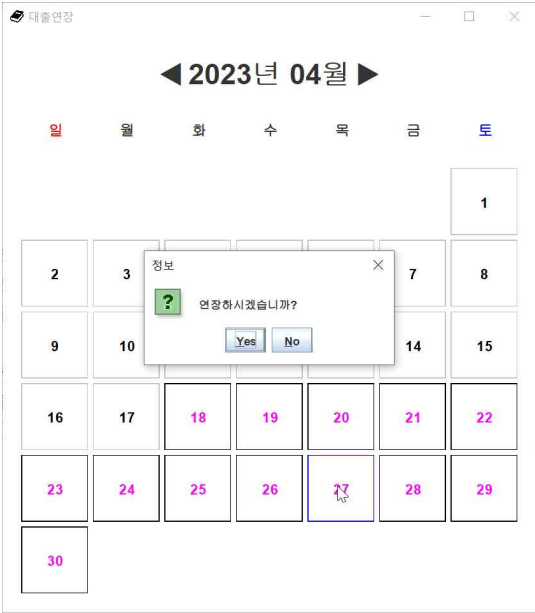 대출연장
◀ 2023년 04월 ▶
일 월 화 수 목 금 토
1
2 3 7 8
정보
?
연장하시겠습니까?
Yes No
9 10 14 15
16 17 18 19 20 21 22
23 24 25 26 27 28 29
30